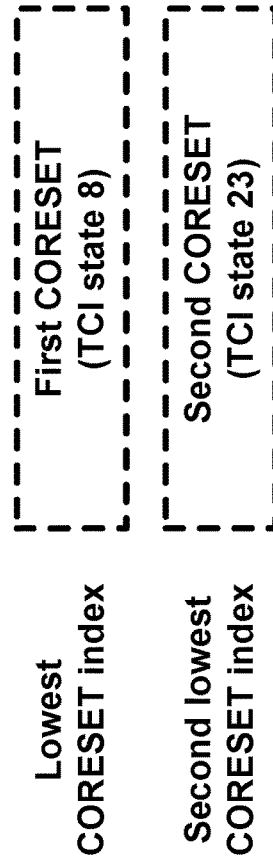 Lowest
CORESET index
First CORESET
(TCI state 8)
Second lowest
CORESET index
Second CORESET
(TCI state 23)